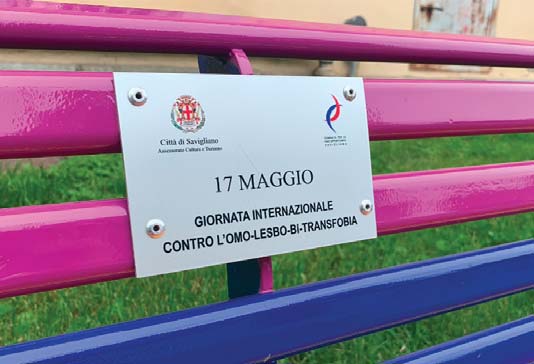 Città di Savigliano
Assessorato Cultura e Turismo
17 MAGGIO
GIORNATA INTERNAZIONALE
CONTRO L'OMO-LESBO-BI-TRANSFOBIA